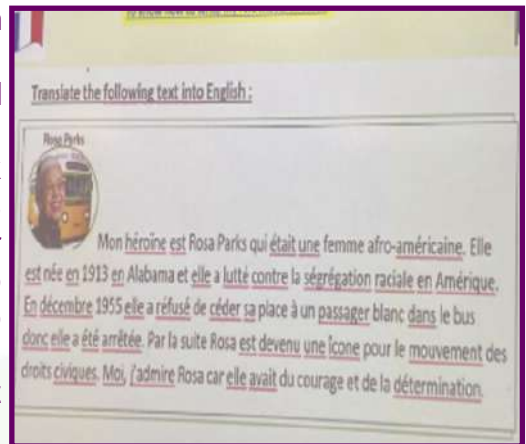 Translate the following text into English :
Rosa Parks
Mon héroïne est Rosa Parks qui était une femme afro-américaine. Elle
est née en 1913 en Alabama et elle a lutté contre la ségrégation raciale en Amérique.
En décembre 1955 elle a réfusé de céder sa place à un passager blanc dans le bus
donc elle a été arrêtée. Par la suite Rosa est devenu une icone pour le mouvement des
droits civiques. Moi, j'admire Rosa car elle avait du courage et de la détermination.